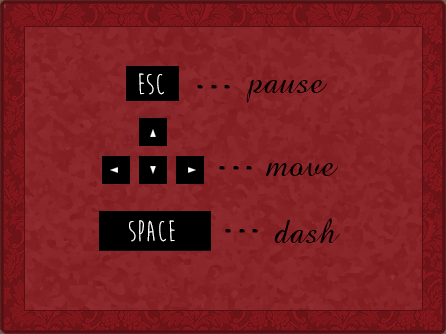 ESC --- pause
▲
◄ ▼ ► --- move
SPACE --- dash